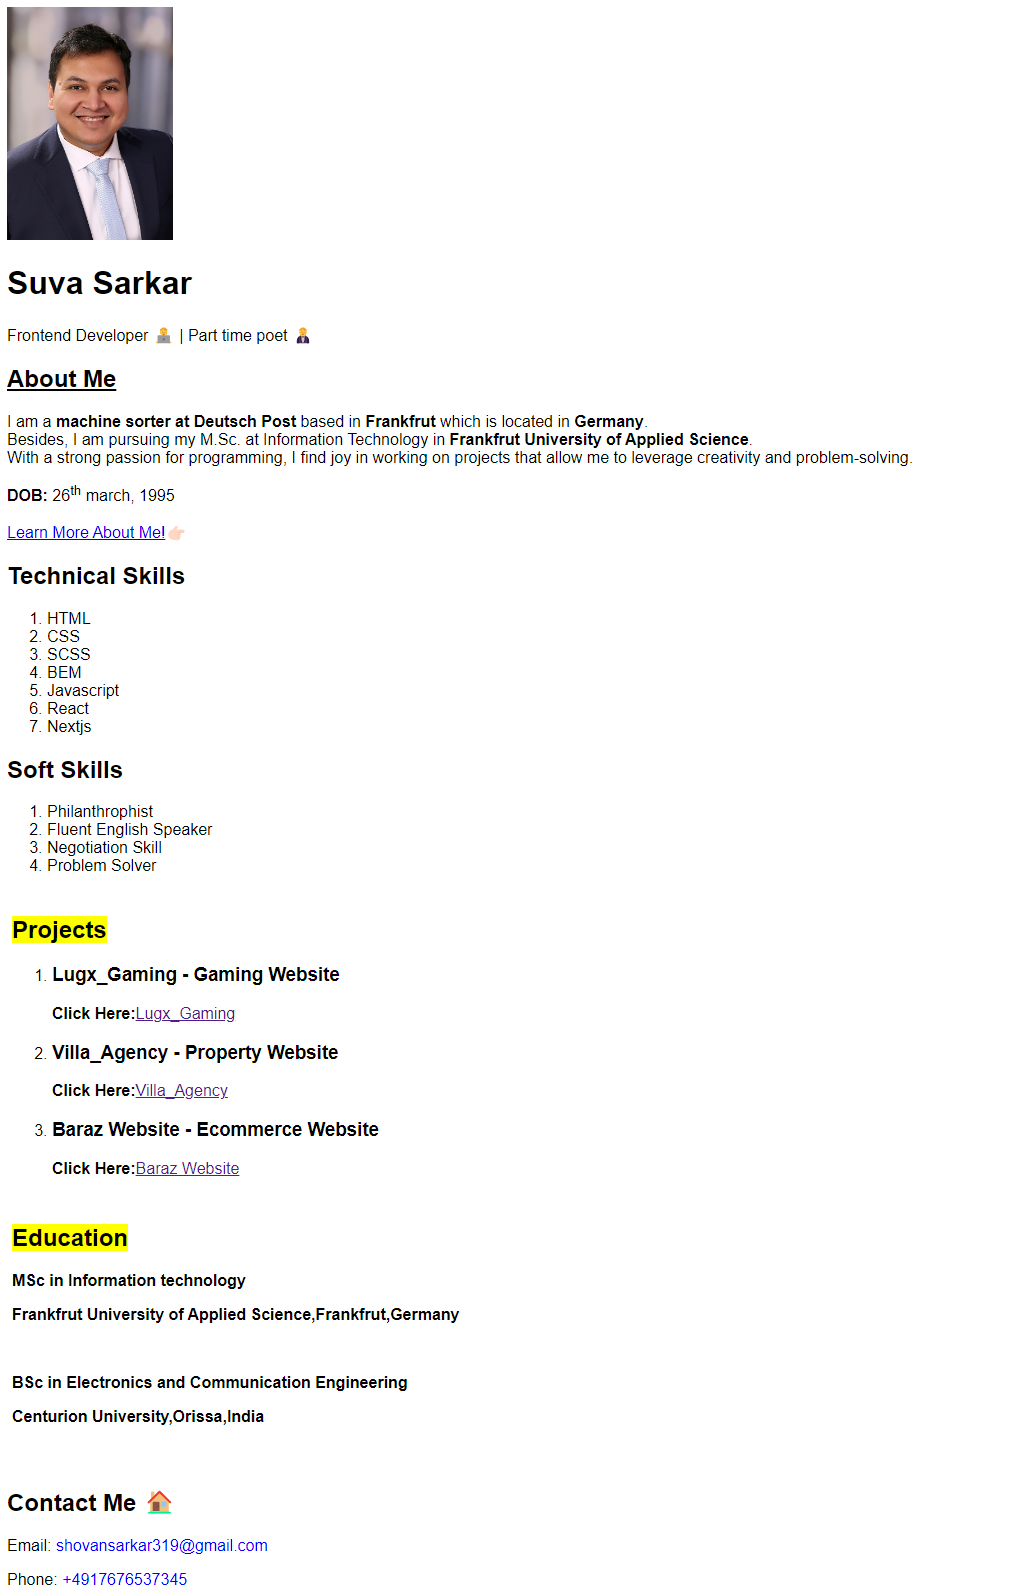 Suva Sarkar
Frontend Developer 🧑‍💻 | Part time poet 🤵
About Me
I am a machine sorter at Deutsch Post based in Frankfrut which is located in Germany.
Besides, I am pursuing my M.Sc. at Information Technology in Frankfrut University of Applied Science.
With a strong passion for programming, I find joy in working on projects that allow me to leverage creativity and problem-solving.
DOB: 26th march, 1995
Learn More About Me!👉🏻
Technical Skills
1. HTML
2. CSS
3. SCSS
4. BEM
5. Javascript
6. React
7. Nextjs
Soft Skills
1. Philanthrophist
2. Fluent English Speaker
3. Negotiation Skill
4. Problem Solver
Projects
1. Lugx_Gaming - Gaming Website
Click Here:Lugx_Gaming
2. Villa_Agency - Property Website
Click Here:Villa_Agency
3. Baraz Website - Ecommerce Website
Click Here:Baraz Website
Education
MSc in Information technology
Frankfrut University of Applied Science,Frankfrut,Germany
BSc in Electronics and Communication Engineering
Centurion University,Orissa,India
Contact Me 🏠
Email: shovansarkar319@gmail.com
Phone: +4917676537345